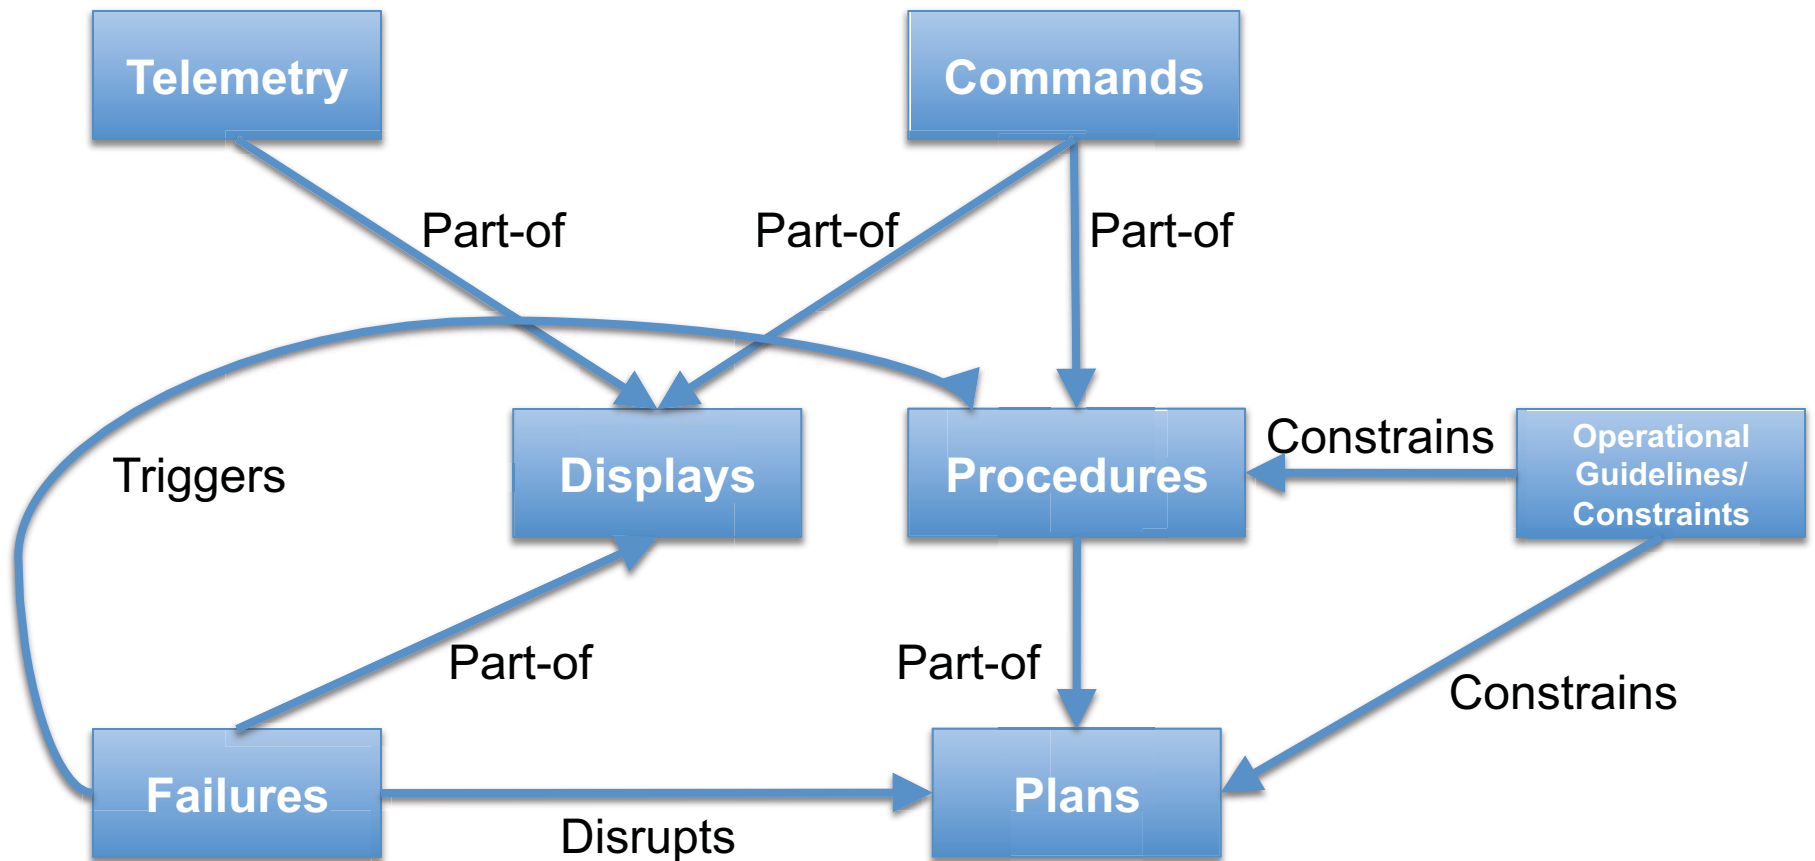 Telemetry
Commands
Part-of
Part-of
Part-of
Triggers
Displays
Procedures
Constrains
Operational
Guidelines/
Constraints
Part-of
Part-of
Constrains
Failures
Disrupts
Plans